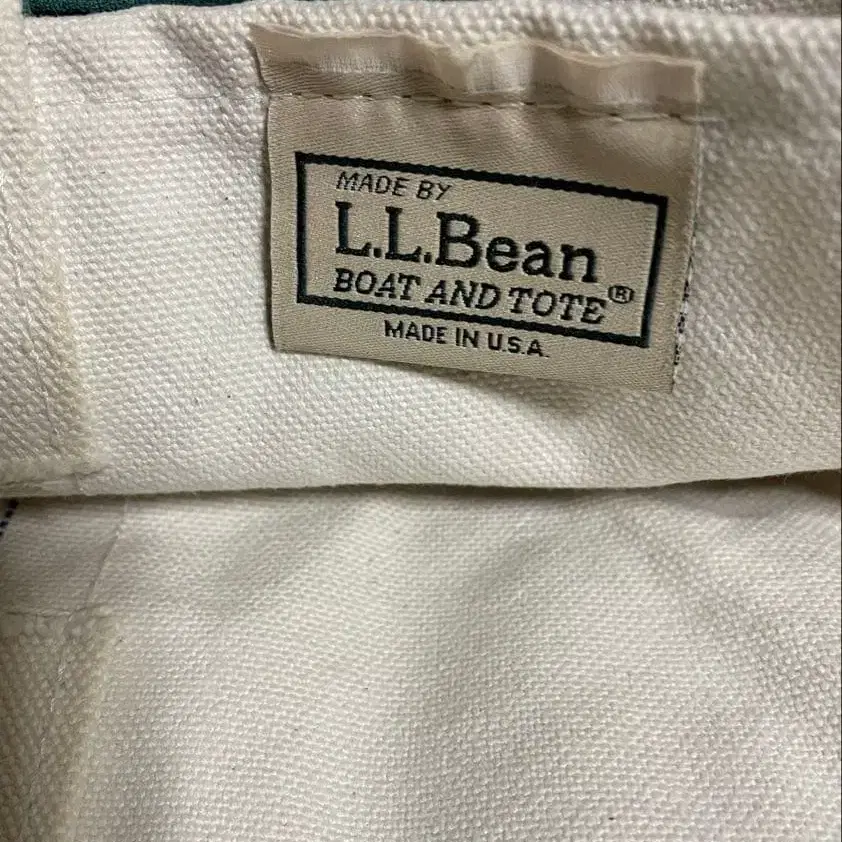 MADE BY
L.L.Bean
BOAT AND TOTE®
MADE IN U.S.A.